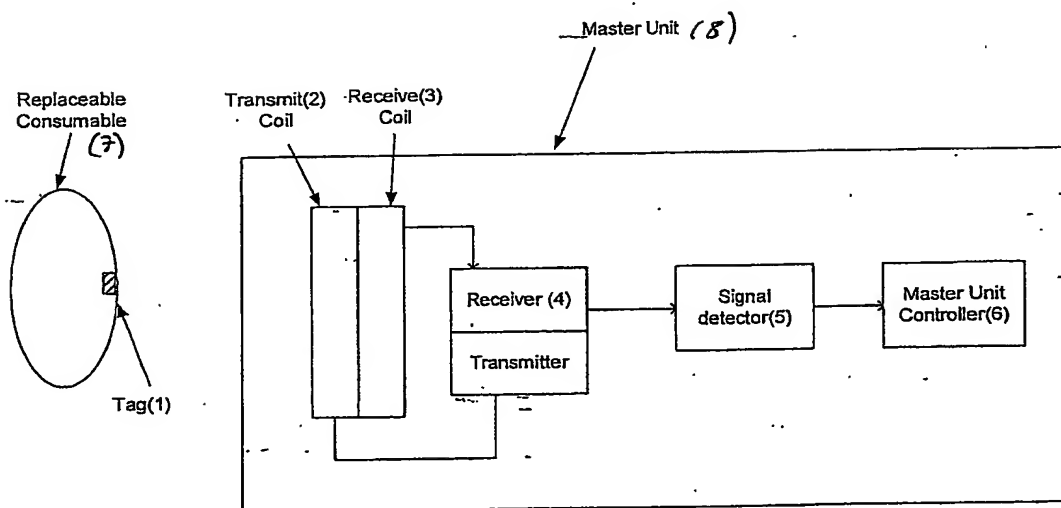 Master Unit (8)
Replaceable
Consumable
(7)
Transmit(2)
Coil
Receive(3)
Coil
Receiver (4)
Transmitter
Signal
detector(5)
Master Unit
Controller(6)
Tag(1)